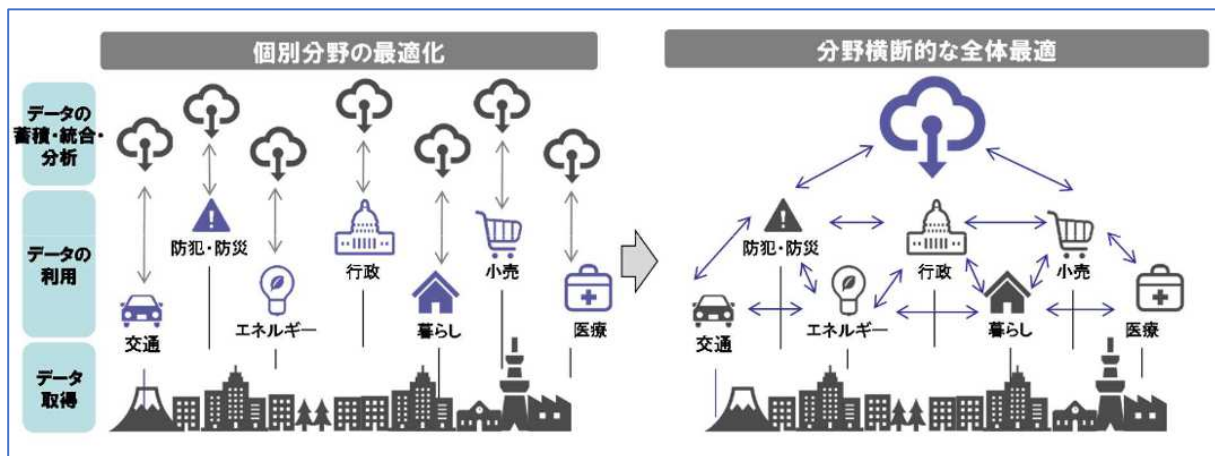 個別分野の最適化
分野横断的な全体最適
データの
蓄積・統合・
分析
データの
利用
データ
取得
防犯・防災
行政
小売
エネルギー
暮らし
医療
交通
防犯・防災
行政
小売
エネルギー
暮らし
医療
交通